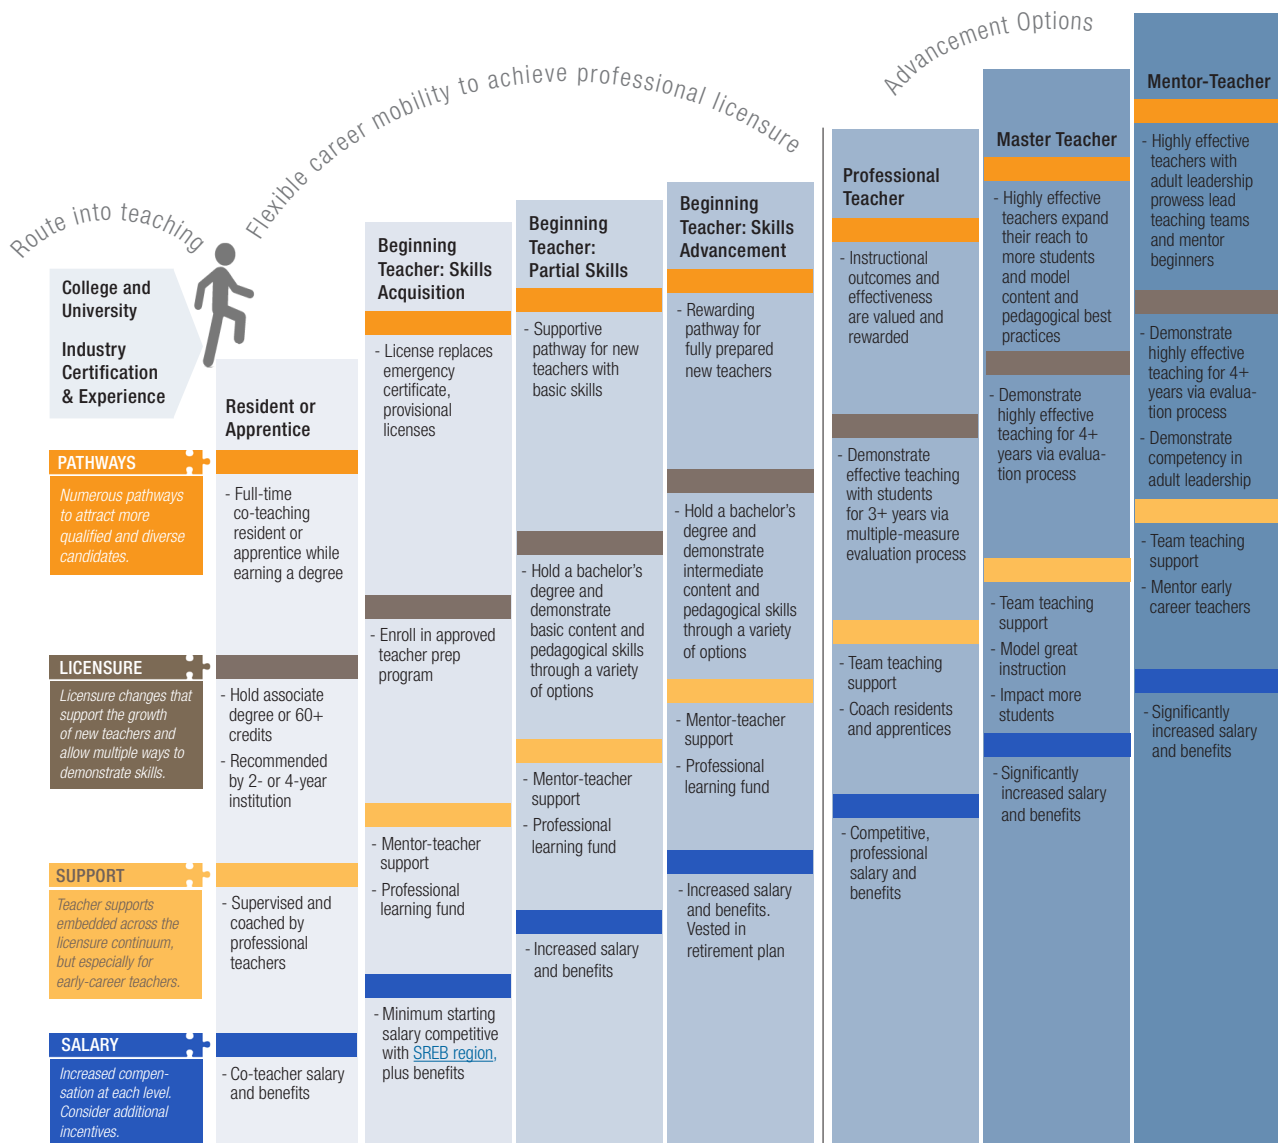 Route into teaching
Flexible career mobility to achieve professional licensure
Advancement Options
College and
University
Industry
Certification
& Experience
PATHWAYS
Numerous pathways
to attract more
qualified and diverse
candidates.
LICENSURE
Licensure changes that
support the growth
of new teachers and
allow multiple ways to
demonstrate skills.
SUPPORT
Teacher supports
embedded across the
licensure continuum,
but especially for
early-career teachers.
SALARY
Increased compen-
sation at each level.
Consider additional
incentives.
Resident or
Apprentice
- Full-time
co-teaching
resident or
apprentice while
earning a degree
- Hold associate
degree or 60+
credits
- Recommended
by 2- or 4-year
institution
- Supervised and
coached by
professional
teachers
- Co-teacher salary
and benefits
Beginning
Teacher: Skills
Acquisition
- License replaces
emergency
certificate,
provisional
licenses
- Enroll in approved
teacher prep
program
- Mentor-teacher
support
- Professional
learning fund
- Minimum starting
salary competitive
with SREB region,
plus benefits
Beginning
Teacher:
Partial Skills
- Supportive
pathway for new
teachers with
basic skills
- Hold a bachelor's
degree and
demonstrate
basic content and
pedagogical skills
through a variety
of options
- Mentor-teacher
support
- Professional
learning fund
- Increased salary
and benefits
Beginning
Teacher: Skills
Advancement
- Rewarding
pathway for
fully prepared
new teachers
- Hold a bachelor's
degree and
demonstrate
intermediate
content and
pedagogical skills
through a variety
of options
- Mentor-teacher
support
- Professional
learning fund
- Increased salary
and benefits.
Vested in
retirement plan
Professional
Teacher
- Instructional
outcomes and
effectiveness
are valued and
rewarded
- Demonstrate
effective teaching
with students
for 3+ years via
multiple-measure
evaluation process
- Team teaching
support
- Coach residents
and apprentices
- Competitive,
professional
salary and
benefits
Master Teacher
- Highly effective
teachers expand
their reach to
more students
and model
content and
pedagogical best
practices
- Demonstrate
highly effective
teaching for 4+
years via evalua-
tion process
- Team teaching
support
- Model great
instruction
- Impact more
students
- Significantly
increased salary
and benefits
Mentor-Teacher
- Highly effective
teachers with
adult leadership
prowess lead
teaching teams
and mentor
beginners
- Demonstrate
highly effective
teaching for 4+
years via evalua-
tion process
- Demonstrate
competency in
adult leadership
- Team teaching
support
- Mentor early
career teachers
- Significantly
increased salary
and benefits